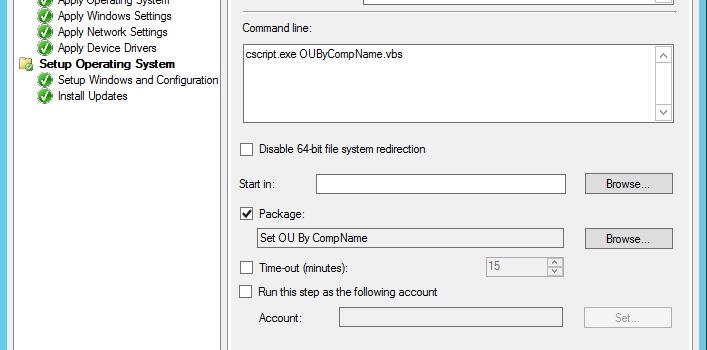 Apply Operating System
Apply Windows Settings
Apply Network Settings
Apply Device Drivers
Setup Operating System
Setup Windows and Configuration
Install Updates
Command line:
cscript.exe OUByCompName.vbs
Disable 64-bit file system redirection
Start in:
Browse...
Package:
Set OU By CompName
Browse...
Time-out (minutes):
15
Run this step as the following account
Account:
Set...